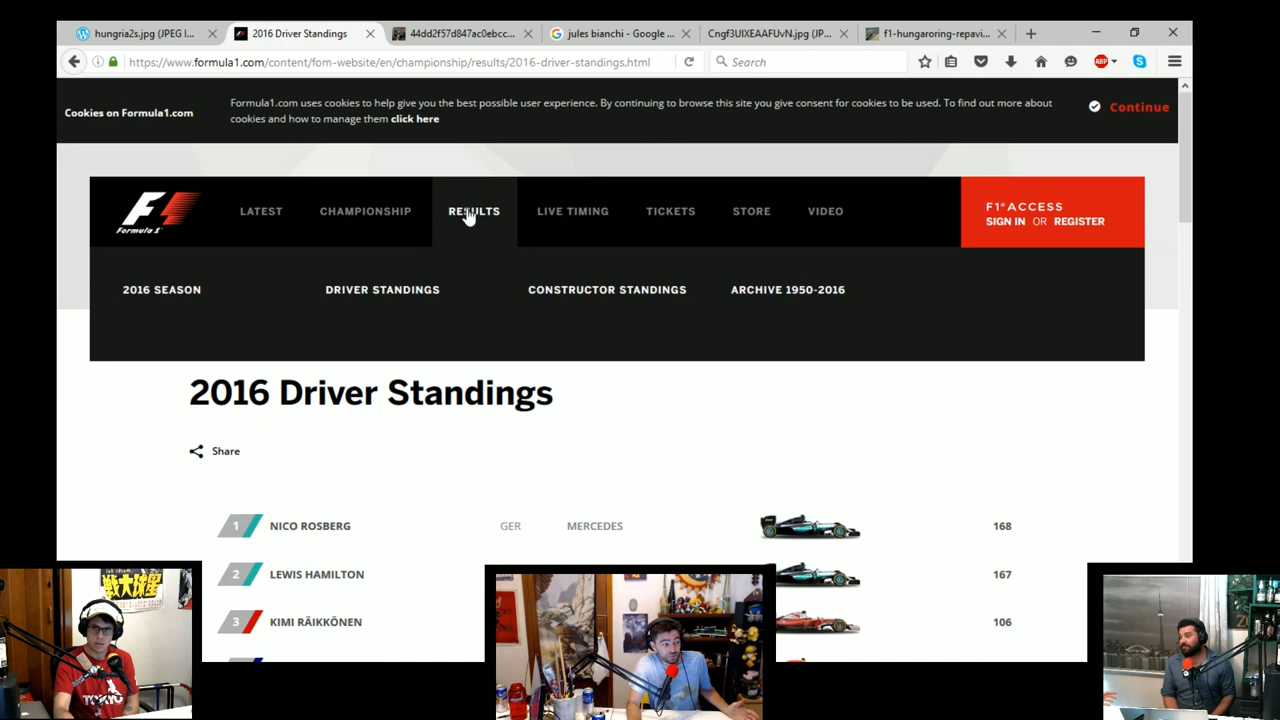 hungria2s.jpg (JPEG I...
2016 Driver Standings
44dd2f57d847ac0ebcc...
jules bianchi - Google ...
Cngf3UIXEAAFUvN.jpg (JP...
f1-hungaroring-repavi...
https://www.formula1.com/content/fom-website/en/championship/results/2016-driver-standings.html
Search
ABP
Cookies on Formula1.com
Formula1.com uses cookies to help give you the best possible user experience. By continuing to browse this site you give consent for cookies to be used. To find out more about
cookies and how to manage them click here
Continue
F1
Formula 1
LATEST
CHAMPIONSHIP
RESULTS
LIVE TIMING
TICKETS
STORE
VIDEO
F1® ACCESS
SIGN IN OR REGISTER
2016 SEASON
DRIVER STANDINGS
CONSTRUCTOR STANDINGS
ARCHIVE 1950-2016
2016 Driver Standings
Share
1 NICO ROSBERG GER MERCEDES 168
2 LEWIS HAMILTON 167
3 KIMI RÄIKKÖNEN 106
TOKYO